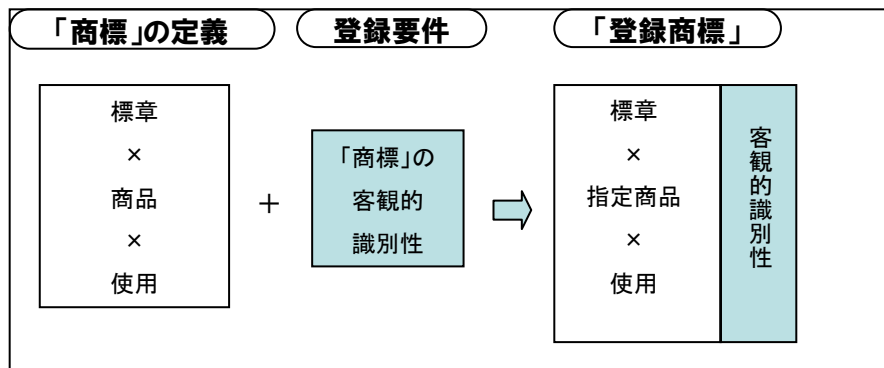 「商標」の定義
登録要件
「登録商標」
標章
×
商品
×
使用
＋
「商標」の
客観的
識別性
標章
×
指定商品
×
使用
客観的識別性